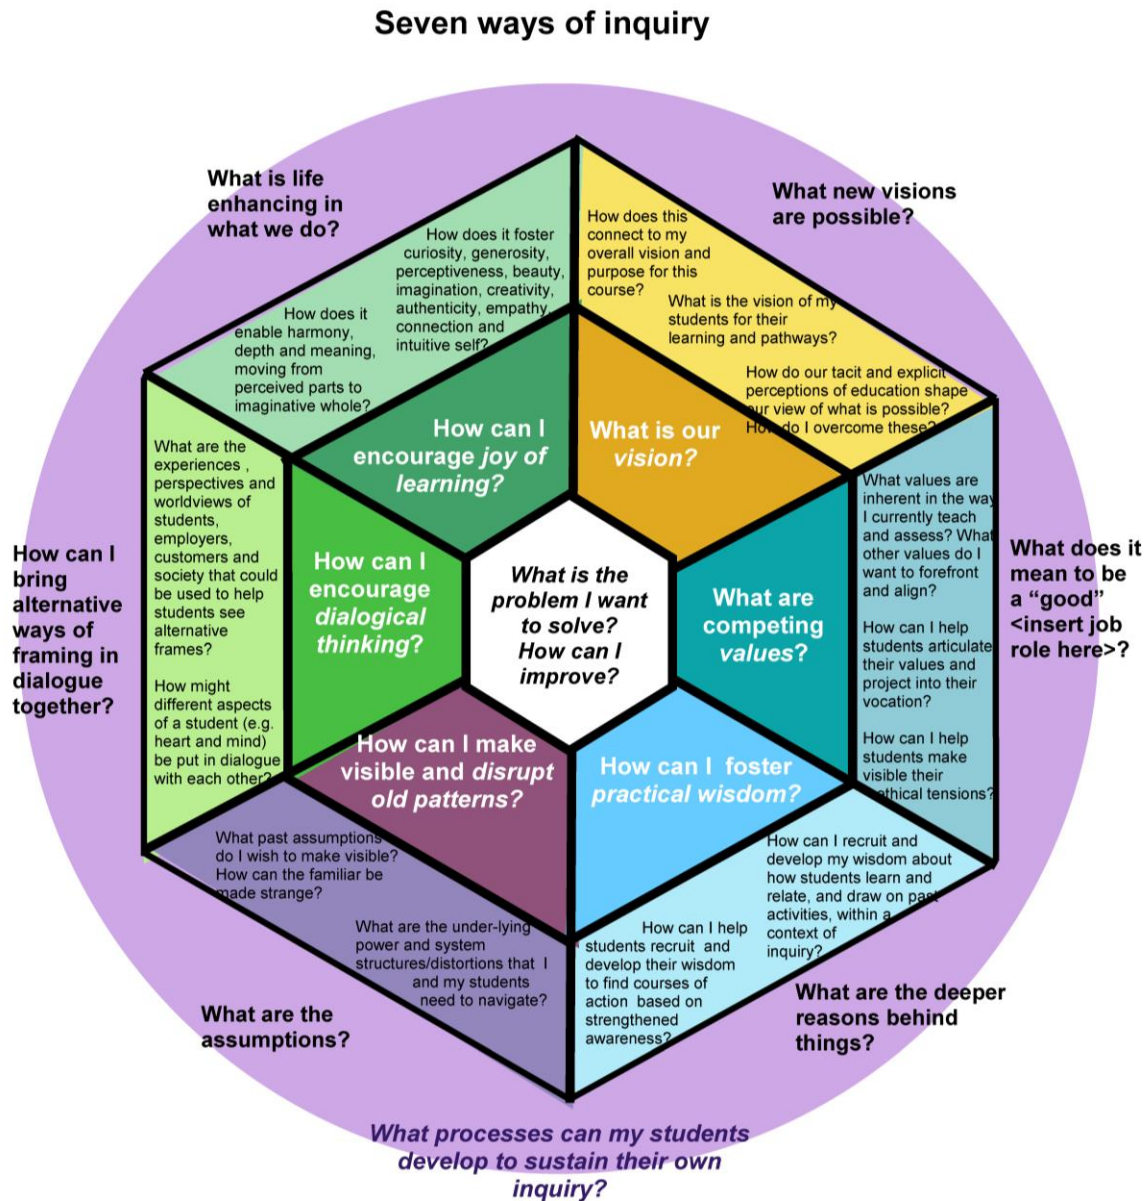 Seven ways of inquiry
What is life
enhancing in
what we do?
What new visions
are possible?
How does it foster
curiosity, generosity,
perceptiveness, beauty,
imagination, creativity,
authenticity, empathy,
connection and
intuitive self?
How does it
enable harmony,
depth and meaning,
moving from
perceived parts to
imaginative whole?
How does this
connect to my
overall vision and
purpose for this
course?
What is the vision of my
students for their
learning and pathways?
How do our tacit and explicit
perceptions of education shape
our view of what is possible?
How do I overcome these?
How can I
encourage joy of
learning?
What is our
vision?
What are the
experiences ,
perspectives and
worldviews of
students,
employers,
customers and
society that could
be used to help
students see
alternative
frames?
How might
different aspects
of a student (e.g.
heart and mind)
be put in dialogue
with each other?
How can I
encourage
dialogical
thinking?
What is the
problem I want
to solve?
How can I
improve?
What are
competing
values?
What values are
inherent in the way
I currently teach
and assess? What
other values do I
want to forefront
and align?
How can I help
students articulate
their values and
project into their
vocation?
How can I help
students make
visible their
ethical tensions?
How can I
bring
alternative
ways of
framing in
dialogue
together?
What does it
mean to be
a “good”
<insert job
role here>?
How can I make
visible and disrupt
old patterns?
How can I foster
practical wisdom?
What past assumptions
do I wish to make visible?
How can the familiar be
made strange?
What are the under-lying
power and system
structures/distortions that I
and my students
need to navigate?
How can I help
students recruit and
develop their wisdom
to find courses of
action based on
strengthened
awareness?
How can I recruit and
develop my wisdom about
how students learn and
relate, and draw on past
activities, within a
context of
inquiry?
What are the
assumptions?
What are the deeper
reasons behind
things?
What processes can my students
develop to sustain their own
inquiry?